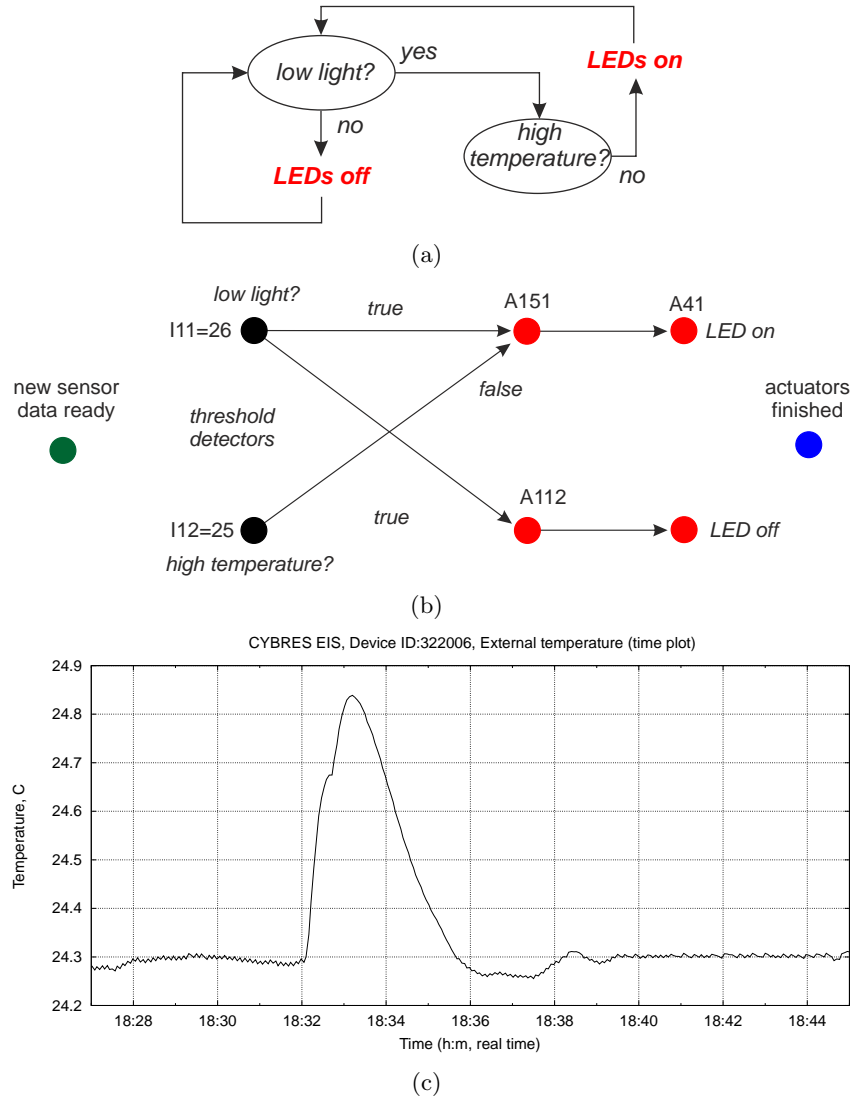 low light?
yes
LEDs on
no
high
temperature?
no
LEDs off
(a)
low light?
true
A151
A41
I11=26
LED on
new sensor
data ready
false
actuators
finished
threshold
detectors
A112
I12=25
true
LED off
high temperature?
(b)
CYBRES EIS, Device ID:322006, External temperature (time plot)
24.9
24.8
24.7
24.6
24.5
24.4
24.3
24.2
Temperature, C
18:28 18:30 18:32 18:34 18:36 18:38 18:40 18:42 18:44
Time (h:m, real time)
(c)